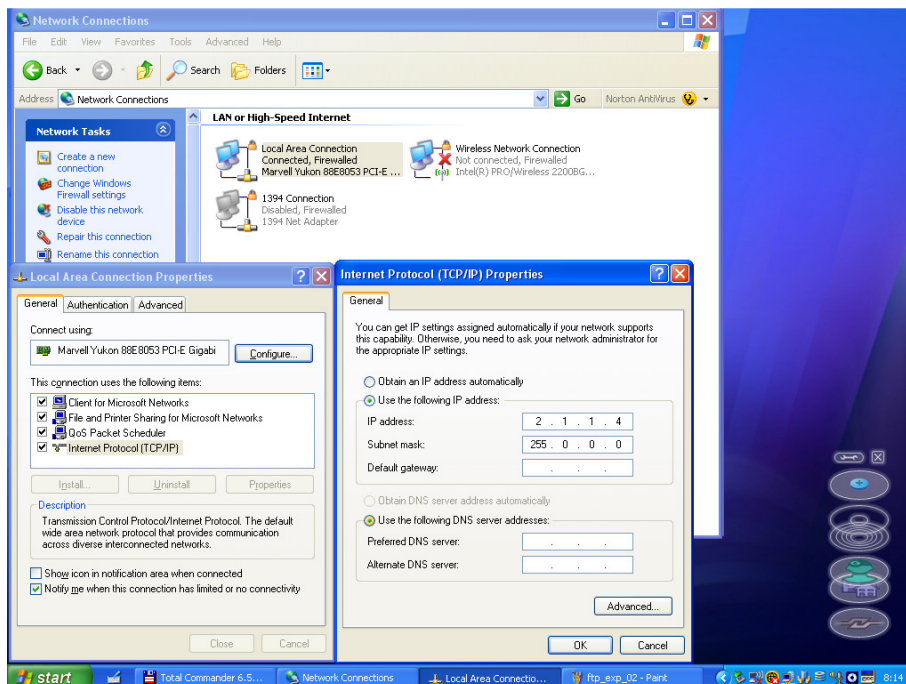 Network Connections
File Edit View Favorites Tools Advanced Help
Back Search Folders
Address Network Connections Go Norton AntiVirus
LAN or High-Speed Internet
Network Tasks
Create a new
connection
Change Windows
Firewall settings
Disable this network
device
Repair this connection
Rename this connection
Local Area Connection
Connected, Firewalled
Marvell Yukon 88E8053 PCI-E ...
Wireless Network Connection
Not connected, Firewalled
Intel(R) PRO/Wireless 2200BG...
1394 Connection
Disabled, Firewalled
1394 Net Adapter
Local Area Connection Properties
General Authentication Advanced
Connect using:
Marvell Yukon 88E8053 PCI-E Gigabi Configure...
This connection uses the following items:
Client for Microsoft Networks
File and Printer Sharing for Microsoft Networks
QoS Packet Scheduler
Internet Protocol (TCP/IP)
Install... Uninstall Properties
Description
Transmission Control Protocol/Internet Protocol. The default
wide area network protocol that provides communication
across diverse interconnected networks.
Show icon in notification area when connected
Notify me when this connection has limited or no connectivity
Close Cancel
Internet Protocol (TCP/IP) Properties
General
You can get IP settings assigned automatically if your network supports
this capability. Otherwise, you need to ask your network administrator for
the appropriate IP settings.
Obtain an IP address automatically
Use the following IP address:
IP address: 2 . 1 . 1 . 4
Subnet mask: 255 . 0 . 0 . 0
Default gateway: . . .
Obtain DNS server address automatically
Use the following DNS server addresses:
Preferred DNS server: . . .
Alternate DNS server: . . .
Advanced...
OK Cancel
start Total Commander 6.5... Network Connections Local Area Connectio... ftp_exp_02 - Paint 8:14